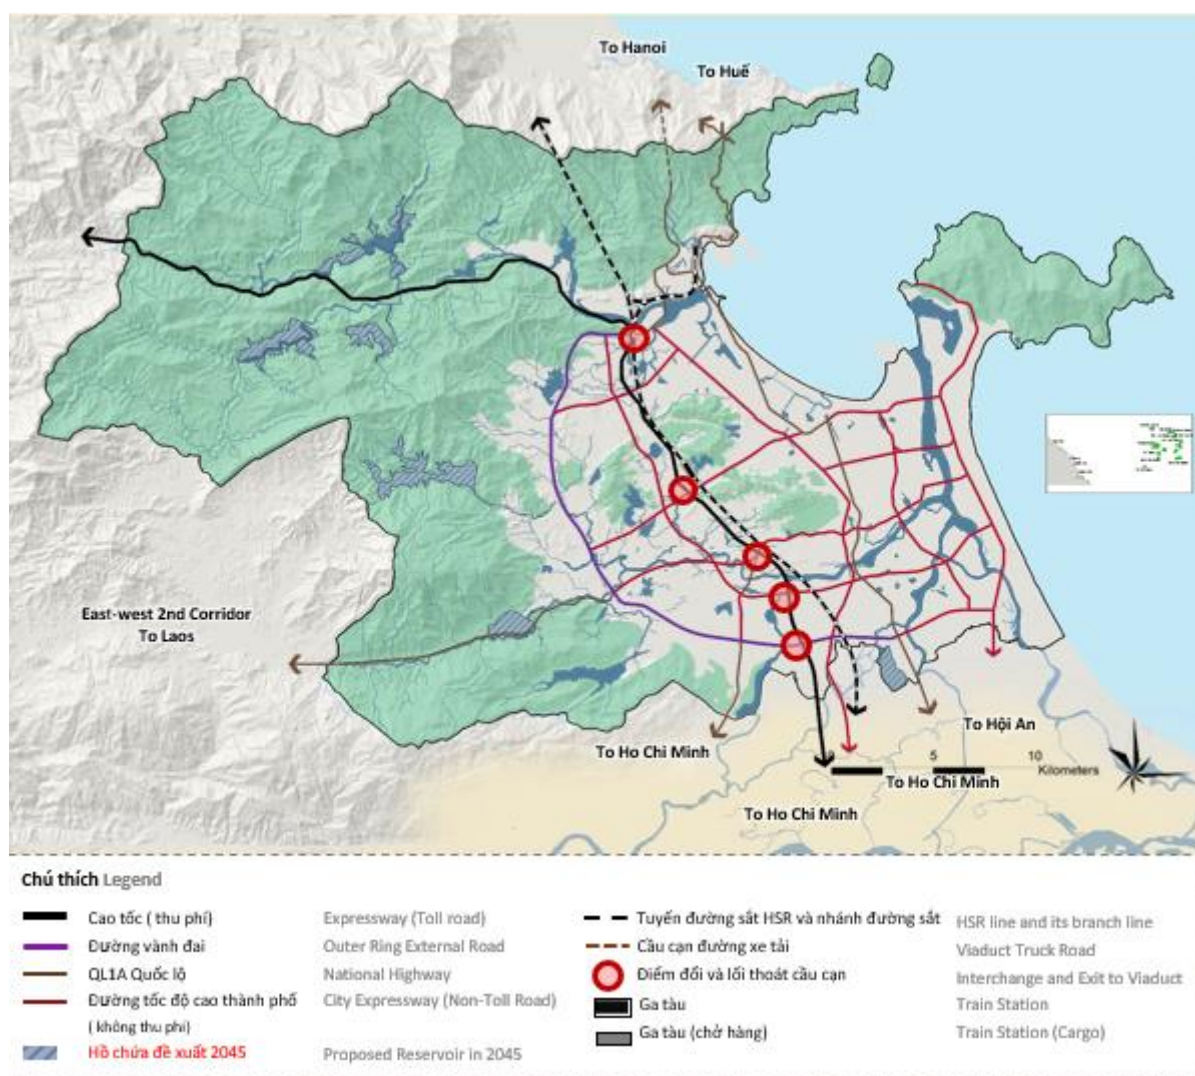 To Hanoi
To Huế
East-west 2nd Corridor
To Laos
To Hội An
To Ho Chi Minh
5
10
Kilometers
To Ho Chi Minh
To Ho Chi Minh
Chú thích Legend
Cao tốc ( thu phí)
Expressway (Toll road)
Đường vành đai
Outer Ring External Road
QL1A Quốc lộ
National Highway
Đường tốc độ cao thành phố
City Expressway (Non-Toll Road)
( không thu phí)
Hồ chứa đề xuất 2045
Proposed Reservoir in 2045
Tuyến đường sắt HSR và nhánh đường sắt
HSR line and its branch line
Cầu cạn đường xe tải
Viaduct Truck Road
Điểm đổi và lối thoát cầu cạn
Interchange and Exit to Viaduct
Ga tàu
Train Station
Ga tàu (chở hàng)
Train Station (Cargo)